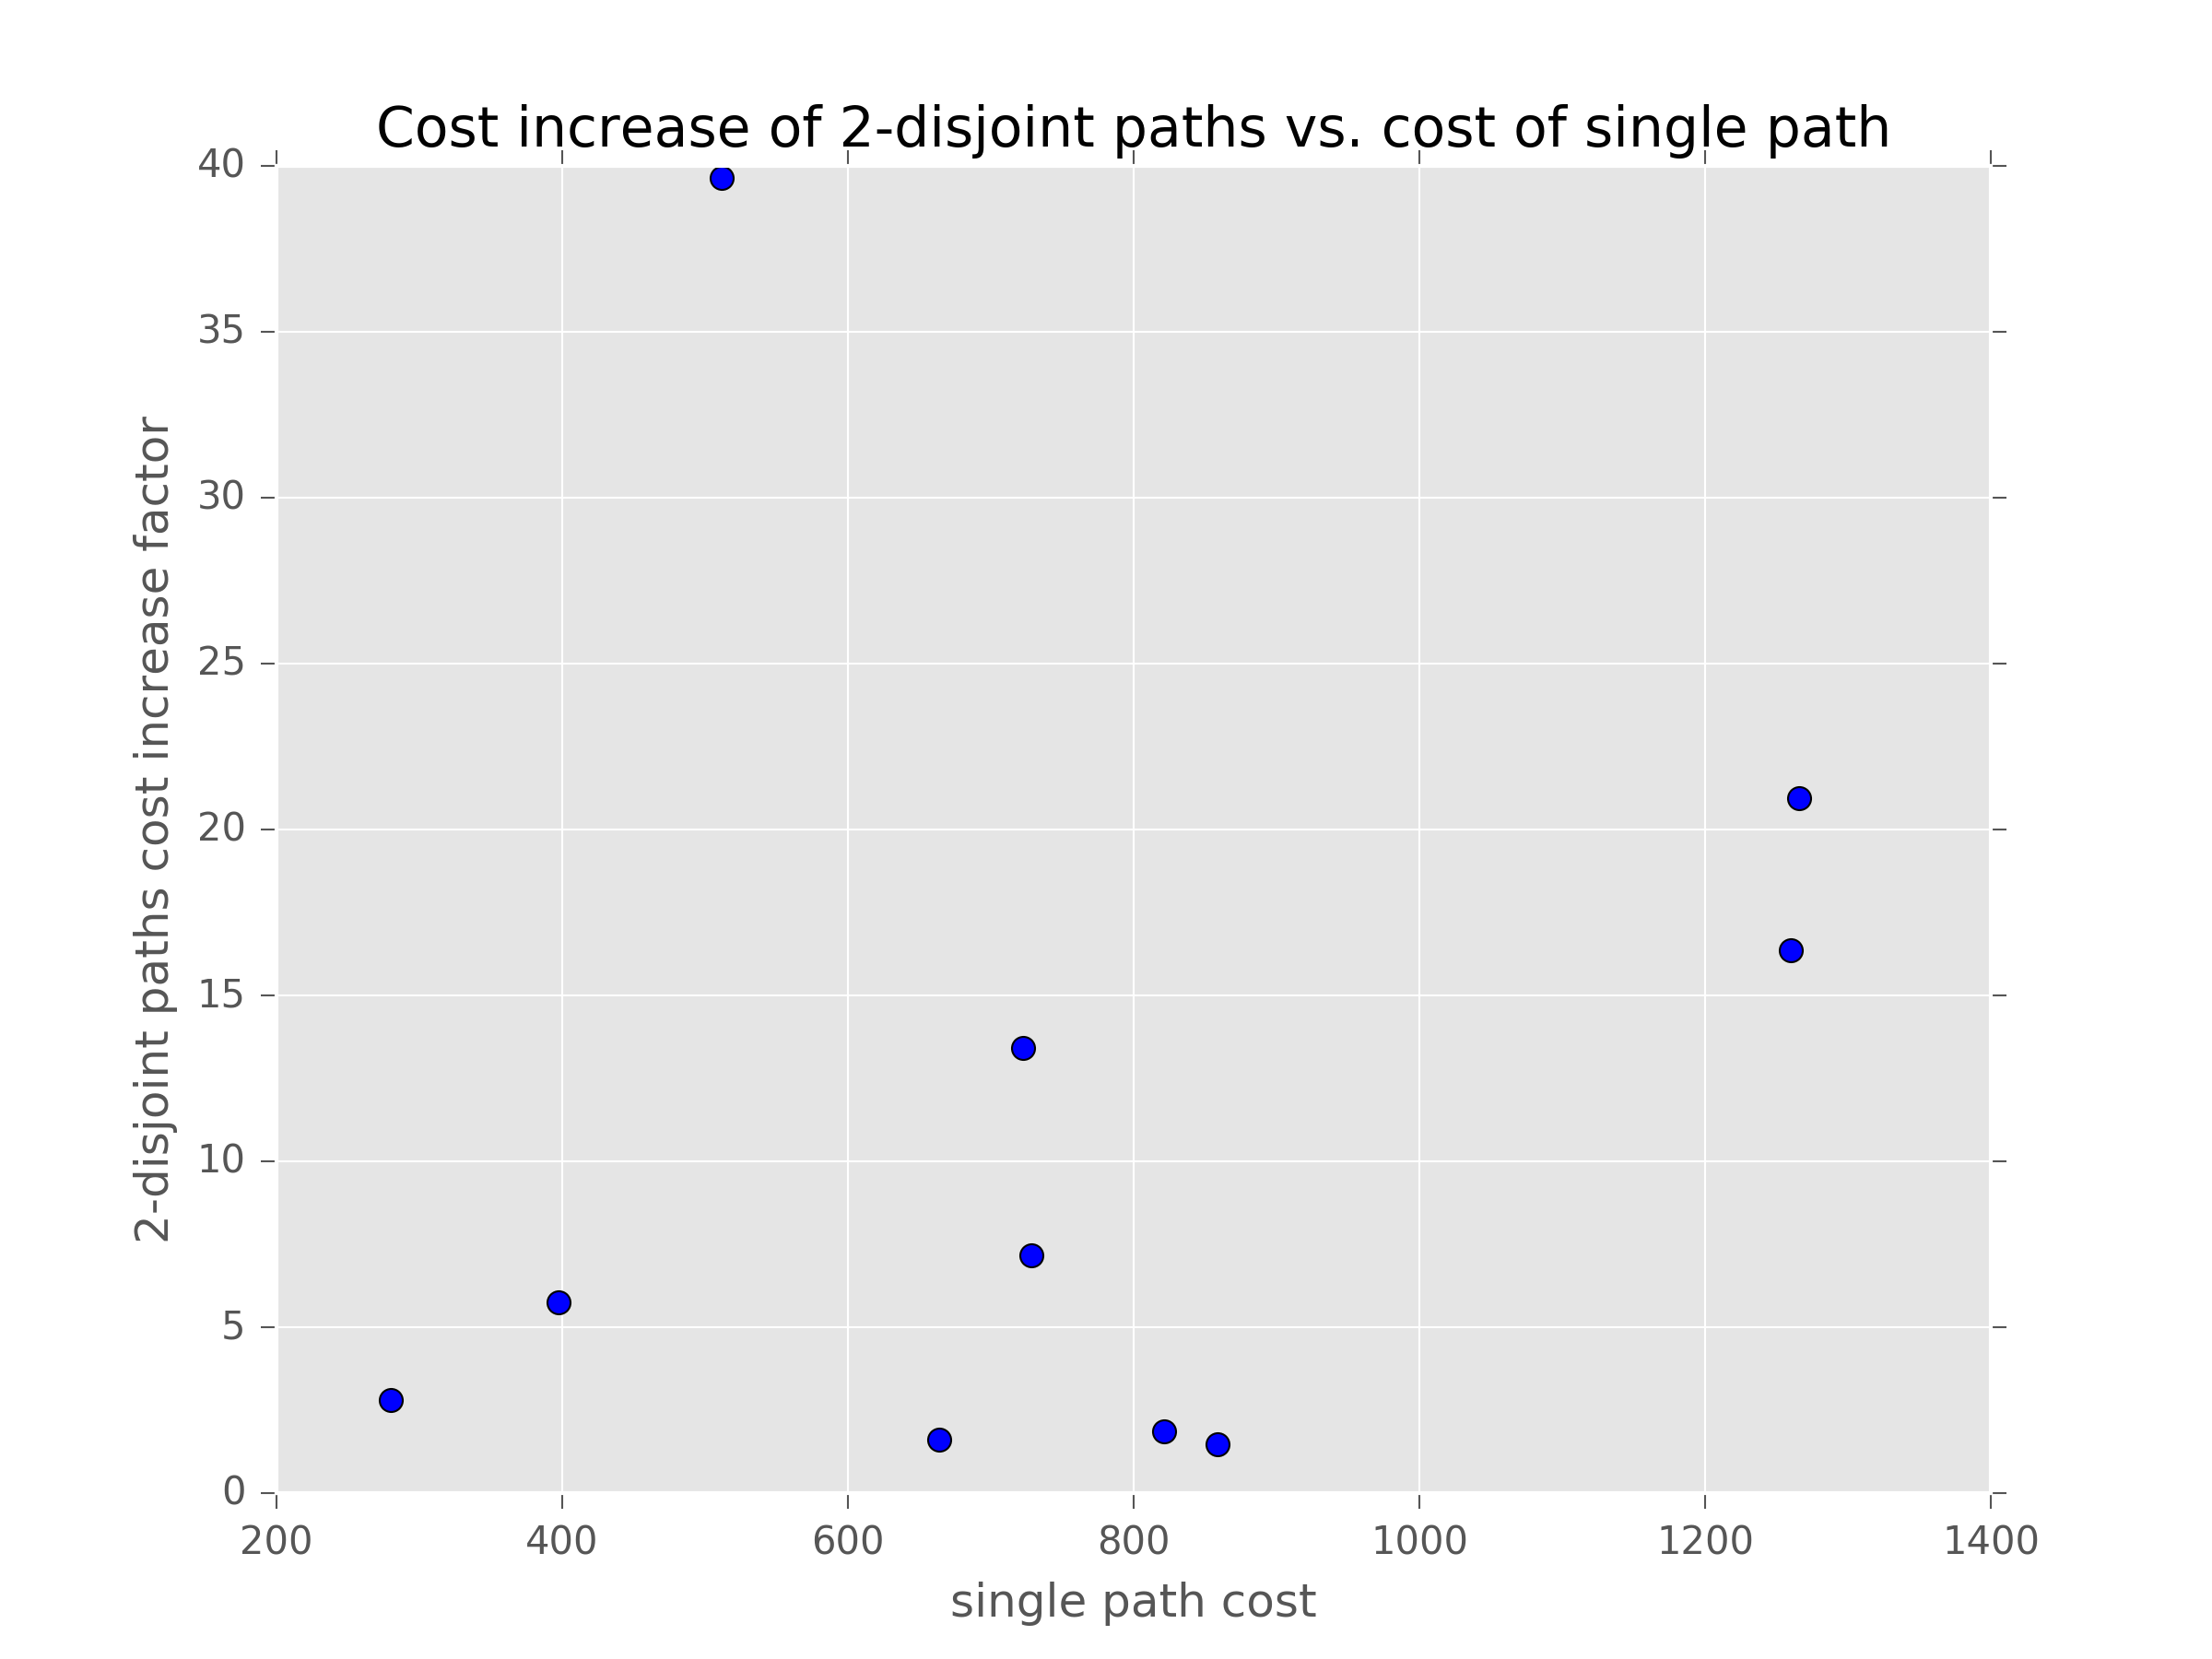 Cost increase of 2-disjoint paths vs. cost of single path
2-disjoint paths cost increase factor
40
35
30
25
20
15
10
5
0
200 400 600 800 1000 1200 1400
single path cost